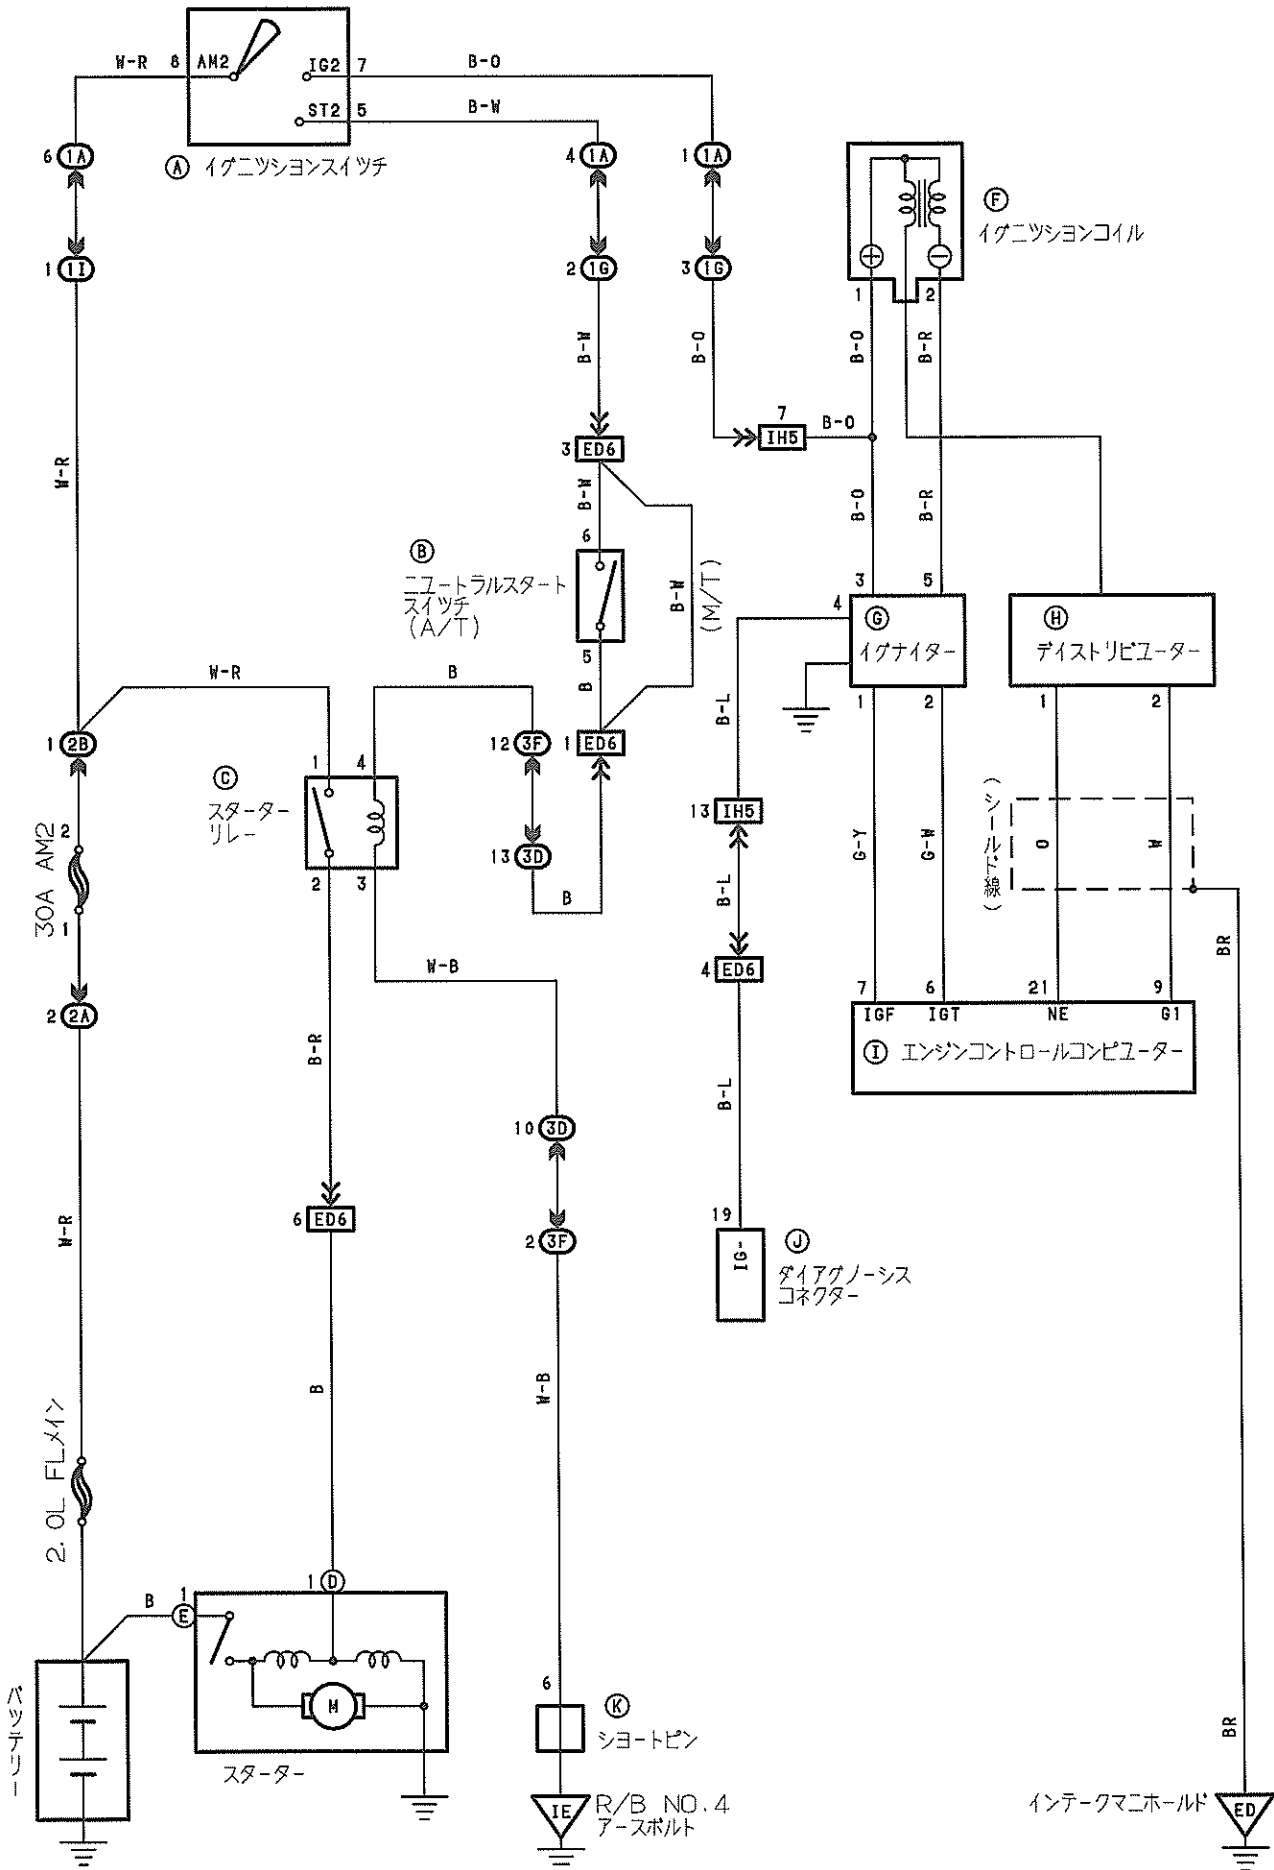 W-R 8 AM2 IG2 7 B-O
ST2 5 B-W
Ⓐ イグニツシヨンスイツチ
6 1A
4 1A
1 1A
1 1I
2 1G
3 1G
Ⓕ
イグニツシヨンコイル
+ −
1 2
B-W
B-O
B-O
B-R
7
IH5 B-O
3 ED6
W-R
B-W
B-O
B-R
6
Ⓑ
ニユートラルスタート
スイツチ
(A/T)
B-W
(M/T)
5
B
3 5
4
Ⓖ
イグナイター
Ⓗ
デイストリビユーター
1 2
1 2
W-R
B
B-L
1 2B
12 3F
1 ED6
Ⓒ
スターター
リレー
1 4
2 3
13 3D
B
30A AM2
2
1
2 2A
13 IH5
B-L
4 ED6
G-Y
G-W
(シールド線)
O
W
BR
W-B
7 6 21 9
IGF IGT NE G1
Ⓘ エンジンコントロールコンピユーター
B-R
B-L
10 3D
6 ED6
2 3F
W-R
19
IG-
Ⓙ
ダイアグノーシス
コネクター
B
W-B
2.0L FLメイン
1 Ⓓ
B
1
Ⓔ
M
バッテリー
スターター
6
Ⓚ
シヨートピン
BR
IE
R/B NO.4
アースボルト
インテークマニホールド
ED